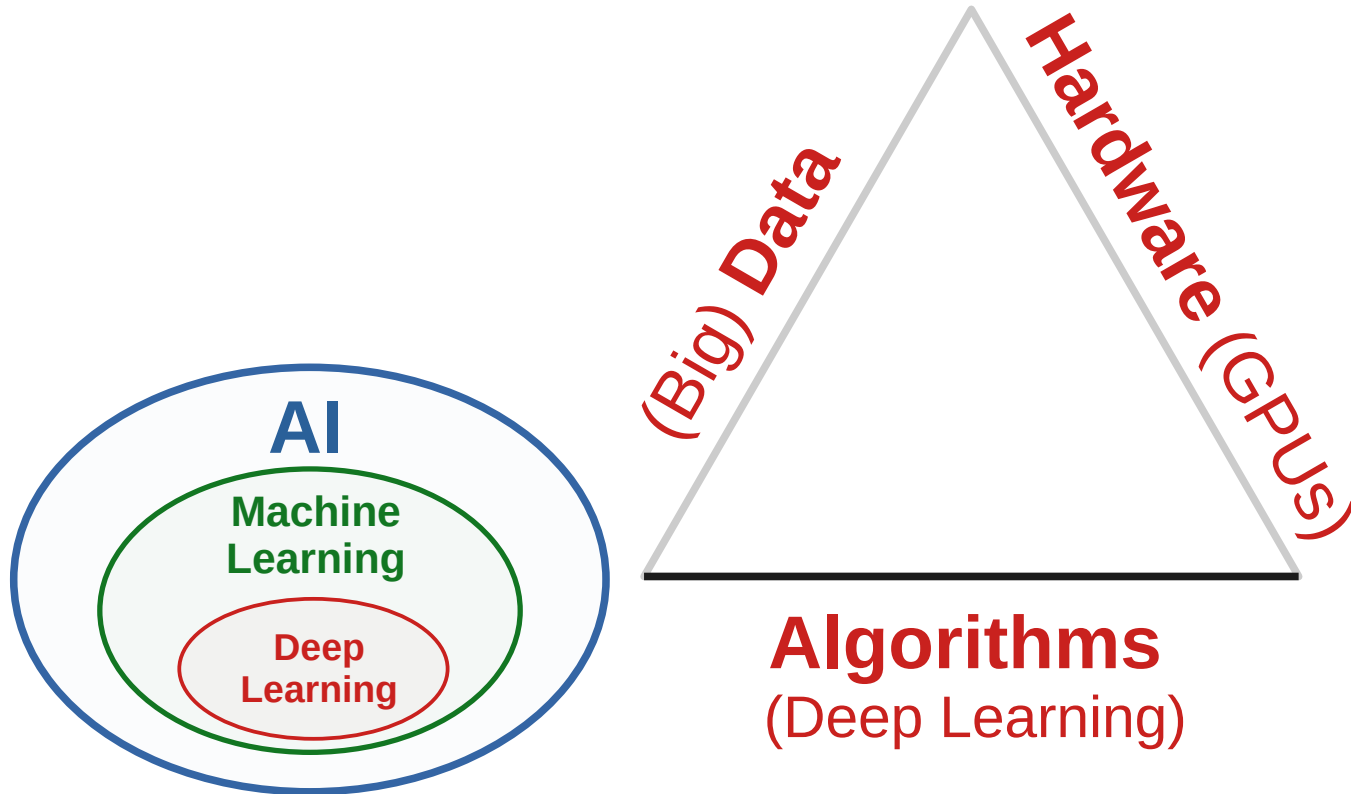 AI
Machine
Learning
Deep
Learning
(Big) Data
Hardware (GPUs)
Algorithms
(Deep Learning)